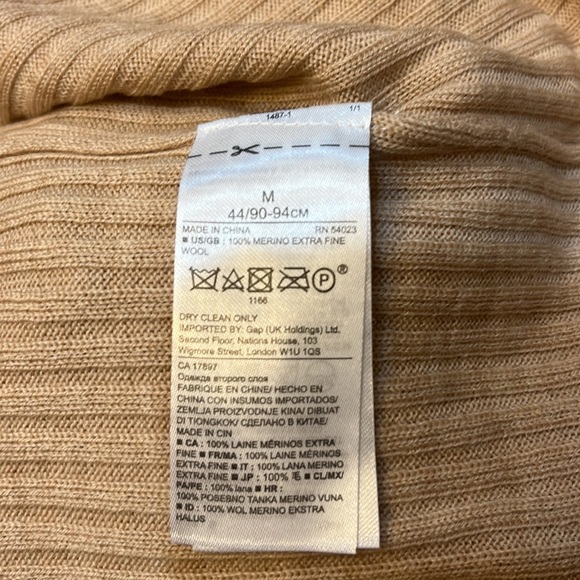 1487-1 1/1
M
44/90-94CM
MADE IN CHINA RN 54023
■ US/GB : 100% MERINO EXTRA FINE
WOOL
P ®
1166
DRY CLEAN ONLY
IMPORTED BY: Gap (UK Holdings) Ltd.
Second Floor, Nations House, 103
Wigmore Street, London W1U 1QS
CA 17897
Одежда второго слоя
FABRIQUE EN CHINE/ HECHO EN
CHINA CON INSUMOS IMPORTADOS/
ZEMLJA PROIZVODNJE KINA/ DIBUAT
DI TIONGKOK/ СДЕЛАНО В КИТАЕ/
MADE IN CIN
■ CA : 100% LAINE MÉRINOS EXTRA
FINE ■ FR/MA : 100% LAINE MÉRINOS
EXTRA FINE ■ IT : 100% LANA MERINO
EXTRA FINE ■ JP : 100% 毛 ■ CL/MX/
PA/PE : 100% lana ■ HR :
100% POSEBNO TANKA MERINO VUNA
■ ID : 100% WOL MERINO EKSTRA
HALUS